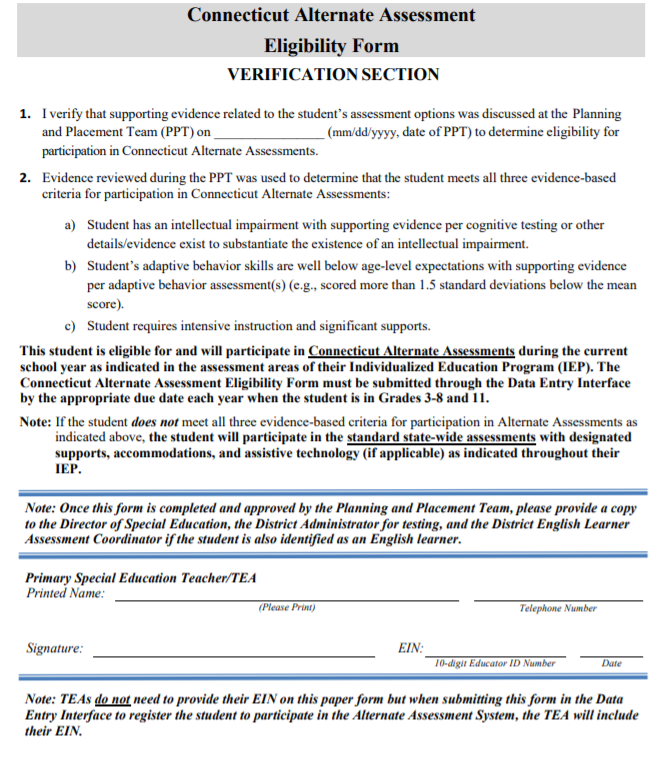 Connecticut Alternate Assessment
Eligibility Form
VERIFICATION SECTION
1. I verify that supporting evidence related to the student's assessment options was discussed at the Planning
and Placement Team (PPT) on _________________ (mm/dd/yyyy, date of PPT) to determine eligibility for
participation in Connecticut Alternate Assessments.
2. Evidence reviewed during the PPT was used to determine that the student meets all three evidence-based
criteria for participation in Connecticut Alternate Assessments:
a) Student has an intellectual impairment with supporting evidence per cognitive testing or other
details/evidence exist to substantiate the existence of an intellectual impairment.
b) Student's adaptive behavior skills are well below age-level expectations with supporting evidence
per adaptive behavior assessment(s) (e.g., scored more than 1.5 standard deviations below the mean
score).
c) Student requires intensive instruction and significant supports.
This student is eligible for and will participate in Connecticut Alternate Assessments during the current
school year as indicated in the assessment areas of their Individualized Education Program (IEP). The
Connecticut Alternate Assessment Eligibility Form must be submitted through the Data Entry Interface
by the appropriate due date each year when the student is in Grades 3-8 and 11.
Note: If the student does not meet all three evidence-based criteria for participation in Alternate Assessments as
indicated above, the student will participate in the standard state-wide assessments with designated
supports, accommodations, and assistive technology (if applicable) as indicated throughout their
IEP.
Note: Once this form is completed and approved by the Planning and Placement Team, please provide a copy
to the Director of Special Education, the District Administrator for testing, and the District English Learner
Assessment Coordinator if the student is also identified as an English learner.
Primary Special Education Teacher/TEA
Printed Name:
(Please Print) Telephone Number
Signature: EIN:
10-digit Educator ID Number Date
Note: TEAs do not need to provide their EIN on this paper form but when submitting this form in the Data
Entry Interface to register the student to participate in the Alternate Assessment System, the TEA will include
their EIN.